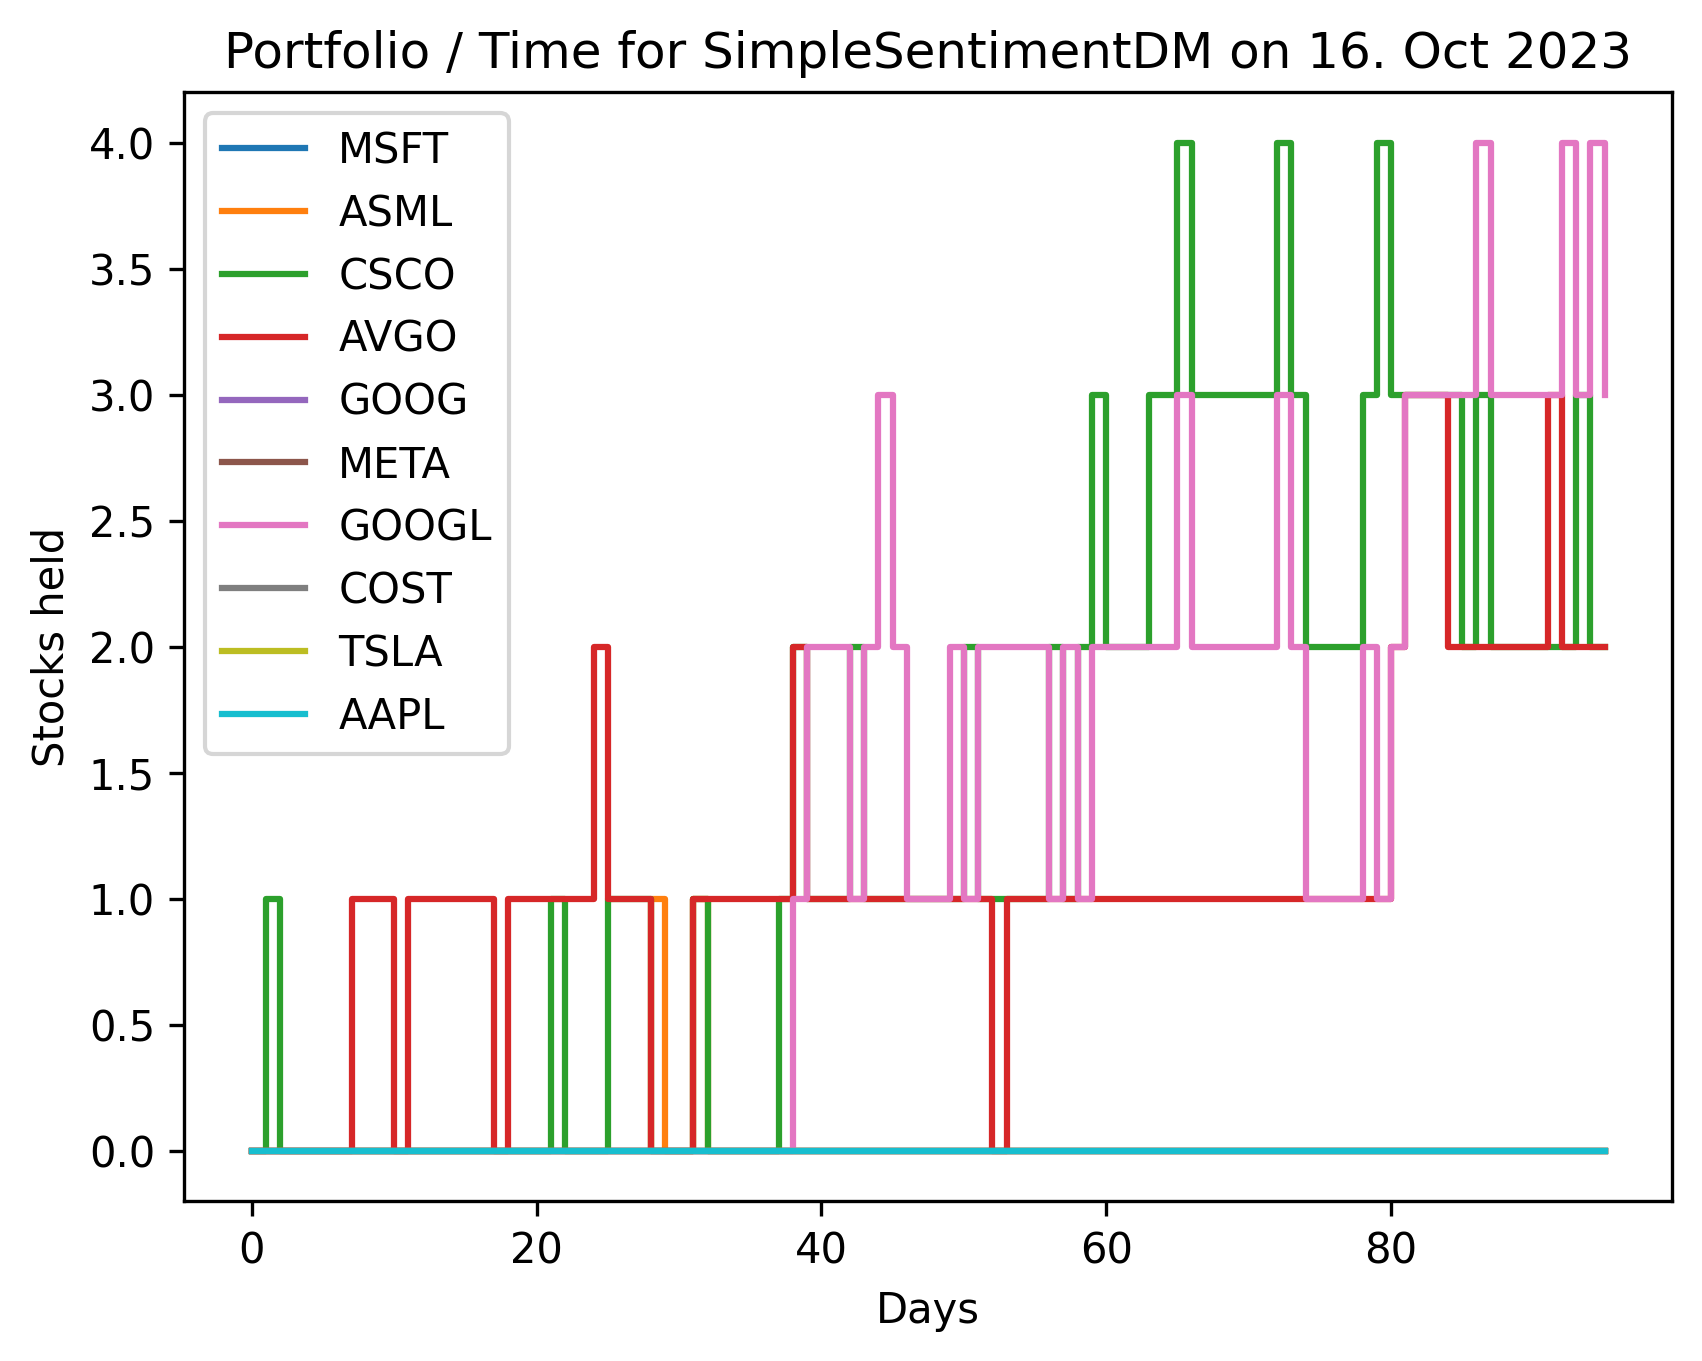 Portfolio / Time for SimpleSentimentDM on 16. Oct 2023
MSFT
ASML
CSCO
AVGO
GOOG
META
GOOGL
COST
TSLA
AAPL
Stocks held
4.0
3.5
3.0
2.5
2.0
1.5
1.0
0.5
0.0
0 20 40 60 80
Days